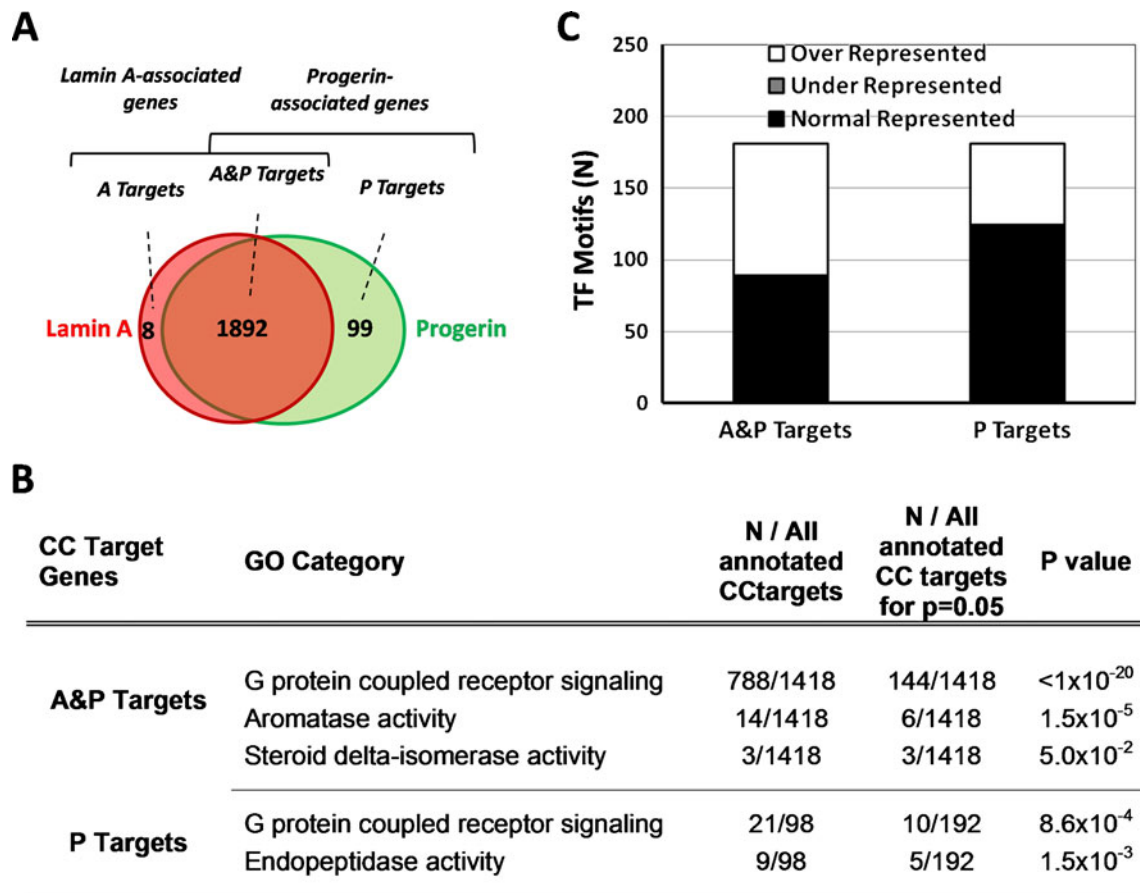 A
Lamin A-associated
genes
Progerin-
associated genes
A Targets
A&P Targets
P Targets
Lamin A
8
1892
99
Progerin
C
250
200
150
100
50
0
TF Motifs (N)
Over Represented
Under Represented
Normal Represented
A&P Targets
P Targets
B
CC Target
Genes
GO Category
N / All
annotated
CCtargets
N / All
annotated
CC targets
for p=0.05
P value
A&P Targets
G protein coupled receptor signaling 788/1418 144/1418 <1x10⁻²⁰
Aromatase activity 14/1418 6/1418 1.5x10⁻⁵
Steroid delta-isomerase activity 3/1418 3/1418 5.0x10⁻²
P Targets
G protein coupled receptor signaling 21/98 10/192 8.6x10⁻⁴
Endopeptidase activity 9/98 5/192 1.5x10⁻³